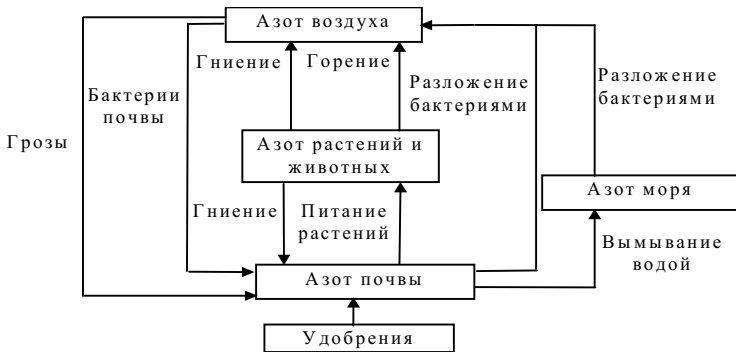 Азот воздуха
Гниение
Горение
Разложение
бактериями
Разложение
бактериями
Бактерии
почвы
Грозы
Азот растений и
животных
Азот моря
Гниение
Питание
растений
Вымывание
водой
Азот почвы
Удобрения